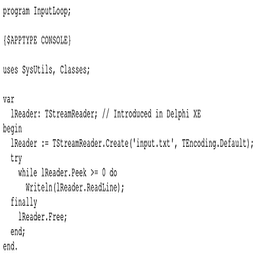 program InputLoop;
{$APPTYPE CONSOLE}
uses SysUtils, Classes;
var
  lReader: TStreamReader; // Introduced in Delphi XE
begin
  lReader := TStreamReader.Create('input.txt', TEncoding.Default);
  try
    while lReader.Peek >= 0 do
      Writeln(lReader.ReadLine);
  finally
    lReader.Free;
  end;
end.